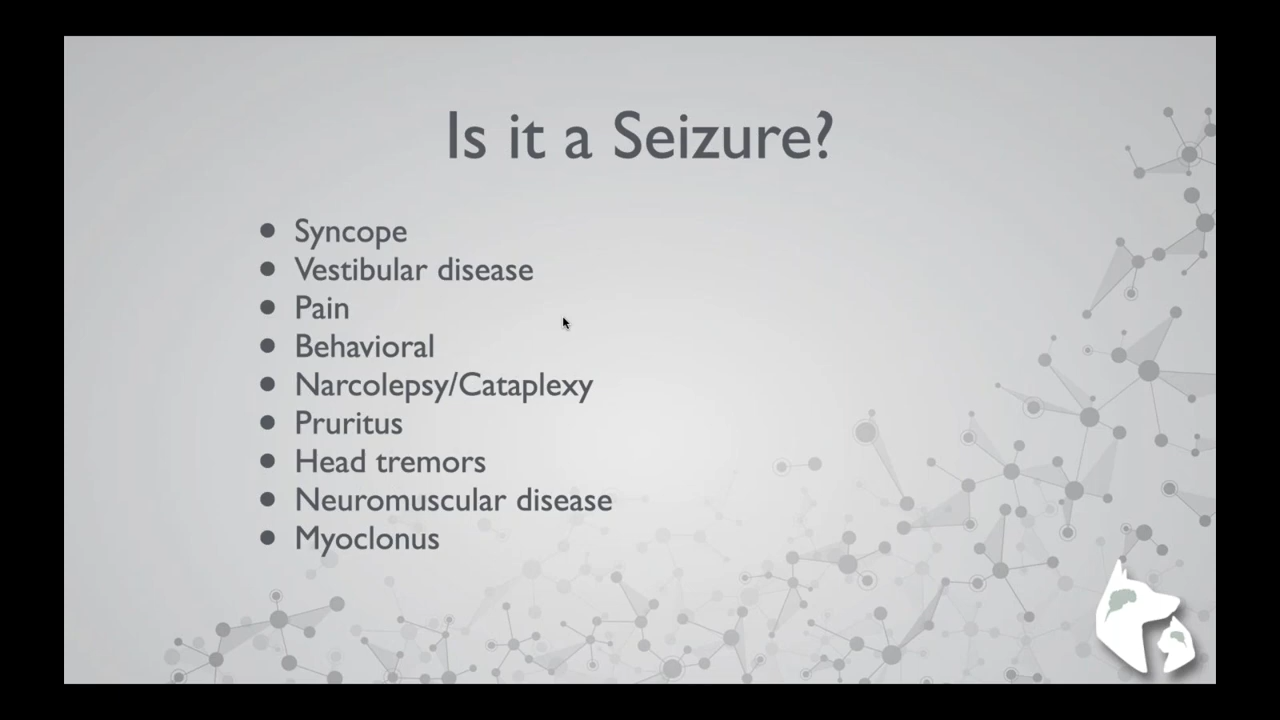 Is it a Seizure?
• Syncope
• Vestibular disease
• Pain
• Behavioral
• Narcolepsy/Cataplexy
• Pruritus
• Head tremors
• Neuromuscular disease
• Myoclonus